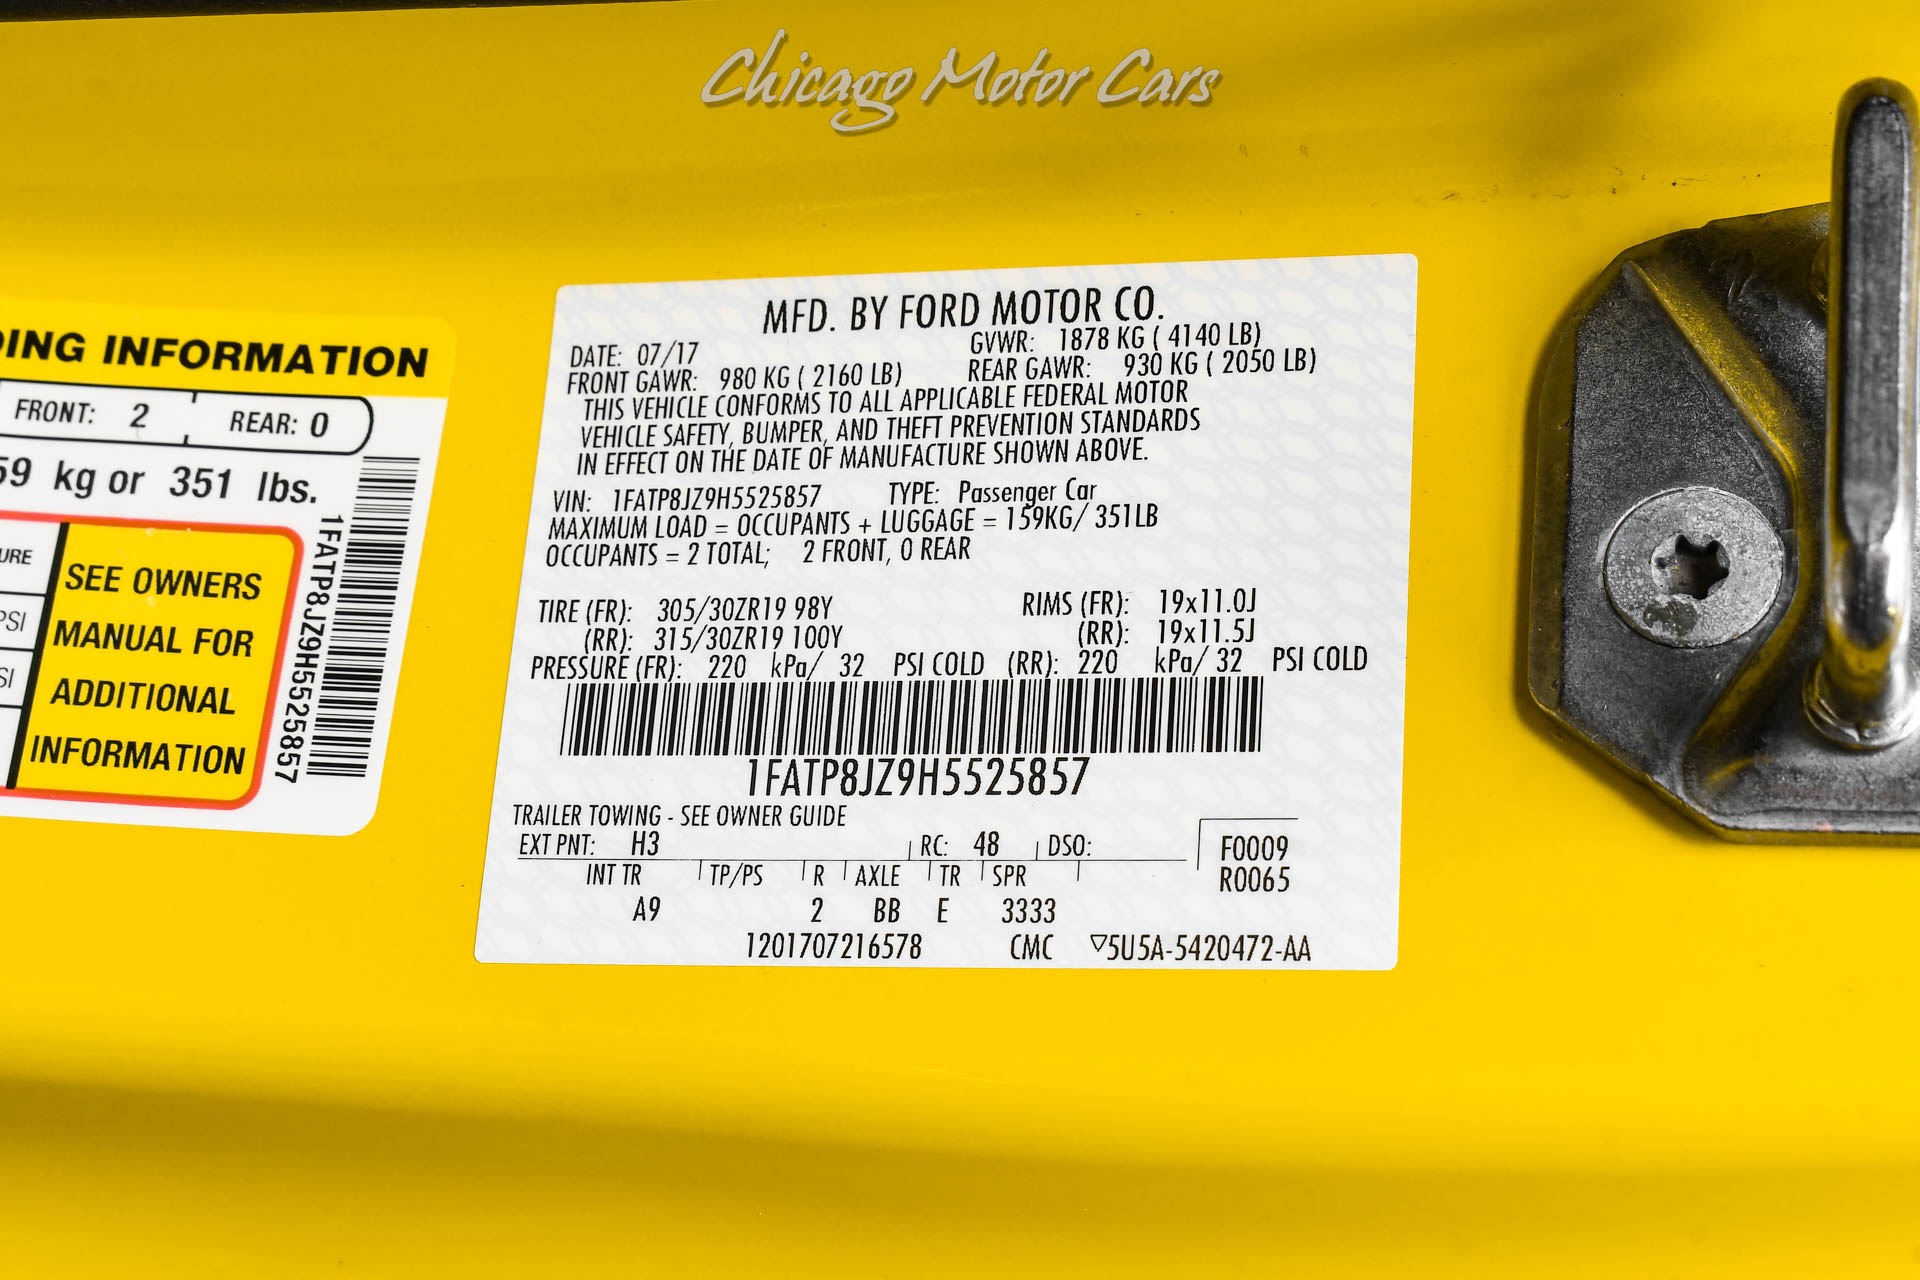 Chicago Motor Cars
DING INFORMATION
FRONT: 2 REAR: 0
59 kg or 351 lbs.
URE
PSI
SI
SEE OWNERS
MANUAL FOR
ADDITIONAL
INFORMATION
1FATP8JZ9H5525857
MFD. BY FORD MOTOR CO.
DATE: 07/17 GVWR: 1878 KG ( 4140 LB)
FRONT GAWR: 980 KG ( 2160 LB) REAR GAWR: 930 KG ( 2050 LB)
THIS VEHICLE CONFORMS TO ALL APPLICABLE FEDERAL MOTOR
VEHICLE SAFETY, BUMPER, AND THEFT PREVENTION STANDARDS
IN EFFECT ON THE DATE OF MANUFACTURE SHOWN ABOVE.
VIN: 1FATP8JZ9H5525857 TYPE: Passenger Car
MAXIMUM LOAD = OCCUPANTS + LUGGAGE = 159KG/ 351LB
OCCUPANTS = 2 TOTAL; 2 FRONT, 0 REAR
TIRE (FR): 305/30ZR19 98Y RIMS (FR): 19x11.0J
(RR): 315/30ZR19 100Y (RR): 19x11.5J
PRESSURE (FR): 220 kPa/ 32 PSI COLD (RR): 220 kPa/ 32 PSI COLD
1FATP8JZ9H5525857
TRAILER TOWING - SEE OWNER GUIDE
EXT PNT: H3 RC: 48 DSO: F0009
INT TR TP/PS R AXLE TR SPR R0065
A9 2 BB E 3333
1201707216578 CMC ▽5U5A-5420472-AA